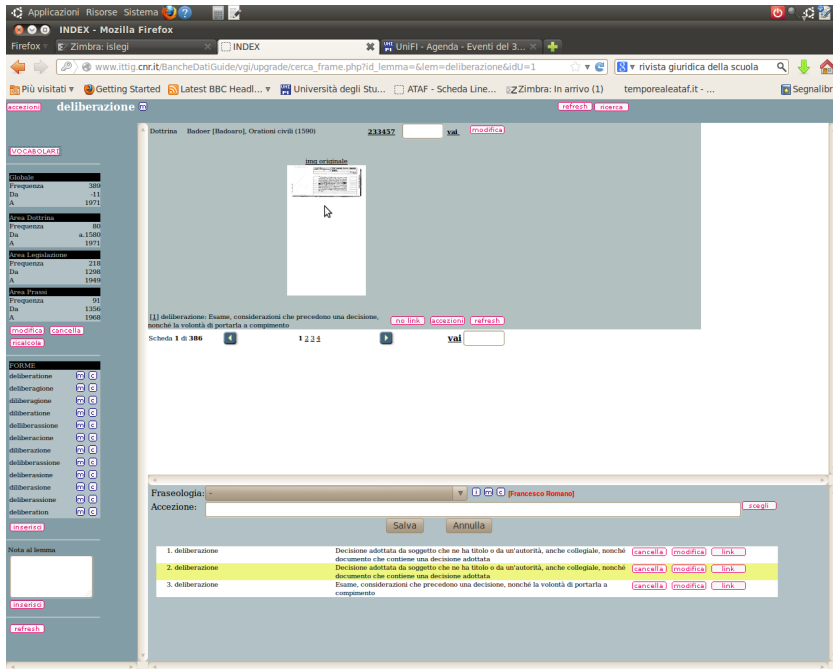 Applicazioni Risorse Sistema
INDEX - Mozilla Firefox
Firefox Zimbra: islegi INDEX UniFI - Agenda - Eventi del 3...
www.ittig.cnr.it/BancheDatiGuide/vgi/upgrade/cerca_frame.php?id_lemma=&lem=deliberazione&idU=1 rivista giuridica della scuola
Più visitati Getting Started Latest BBC Headl... Università degli Stu... ATAF - Scheda Line... Zimbra: In arrivo (1) temporealeataf.it - ... Segnalibr
accezioni deliberazione m refresh ricerca
Dottrina Badoer [Badoaro], Orationi civili (1590) 233457 vai modifica
VOCABOLARI
img originale
Globale
Frequenza 389
Da -11
A 1971
Area Dottrina
Frequenza 80
Da a.1580
A 1971
Area Legislazione
Frequenza 218
Da 1298
A 1949
Area Prassi
Frequenza 91
Da 1356
A 1968
modifica cancella
ricalcola
[1] deliberazione: Esame, considerazioni che precedono una decisione, nonché la volontà di portarla a compimento no link accezioni refresh
Scheda 1 di 386 1 2 3 4 vai
FORME
deliberatione m c
deliberagione m c
diliberagione m c
diliberatione m c
delliberassione m c
deliberacione m c
diliberazione m c
delibberassione m c
deliberasione m c
diliberasione m c
deliberassione m c
deliberation m c
inserisci
Nota al lemma
inserisci
refresh
Fraseologia: - i m c [Francesco Romano]
Accezione: scegli
Salva Annulla
1. deliberazione Decisione adottata da soggetto che ne ha titolo o da un'autorità, anche collegiale, nonché documento che contiene una decisione adottata cancella modifica link
2. deliberazione Decisione adottata da soggetto che ne ha titolo o da un'autorità, anche collegiale, nonché documento che contiene una decisione adottata cancella modifica link
3. deliberazione Esame, considerazioni che precedono una decisione, nonché la volontà di portarla a compimento cancella modifica link